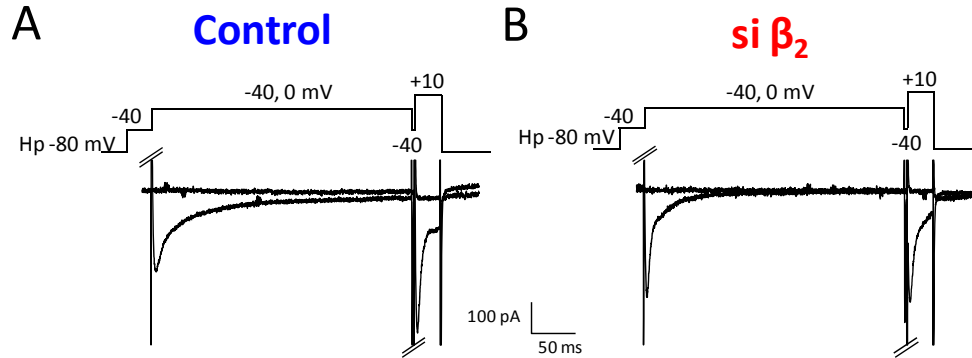 A
Control
+10
-40, 0 mV
-40
Hp -80 mV
-40
B
si β₂
+10
-40, 0 mV
-40
Hp -80 mV
-40
100 pA
50 ms